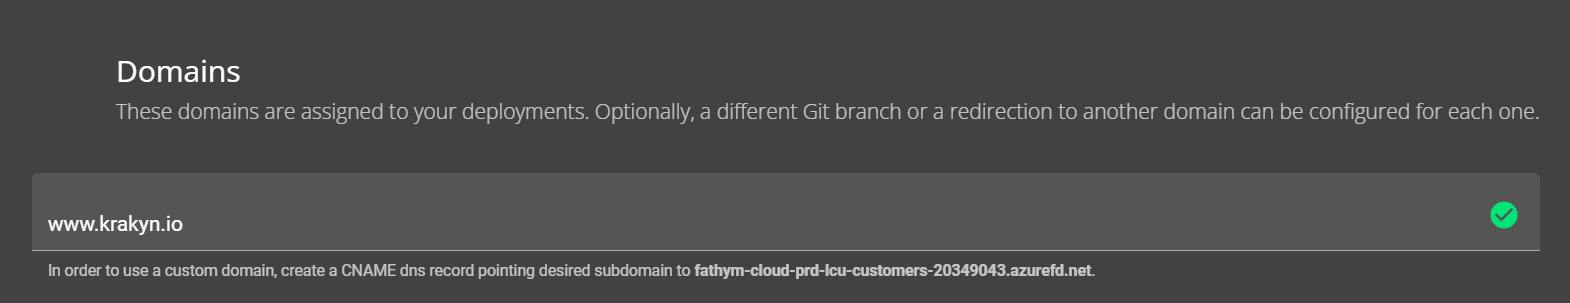 Domains
These domains are assigned to your deployments. Optionally, a different Git branch or a redirection to another domain can be configured for each one.
www.krakyn.io
In order to use a custom domain, create a CNAME dns record pointing desired subdomain to fathym-cloud-prd-lcu-customers-20349043.azurefd.net.